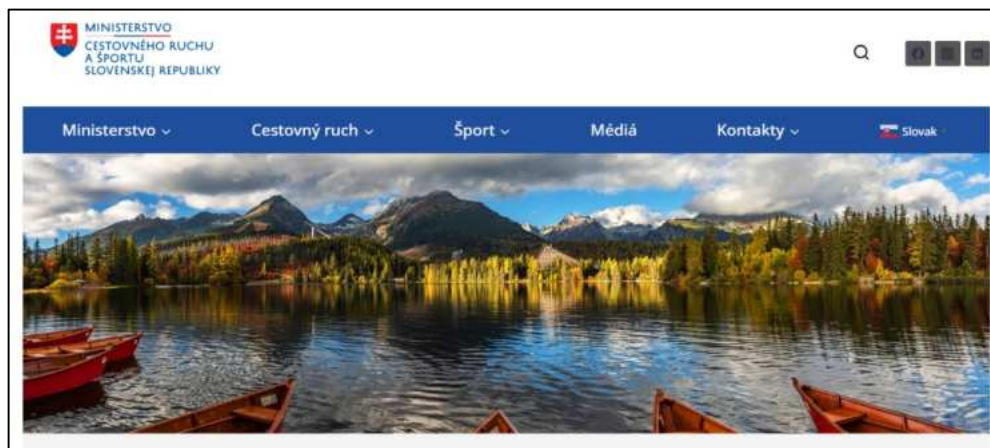 MINISTERSTVO
CESTOVNÉHO RUCHU
A ŠPORTU
SLOVENSKEJ REPUBLIKY
Ministerstvo Cestovný ruch Šport Médiá Kontakty Slovak